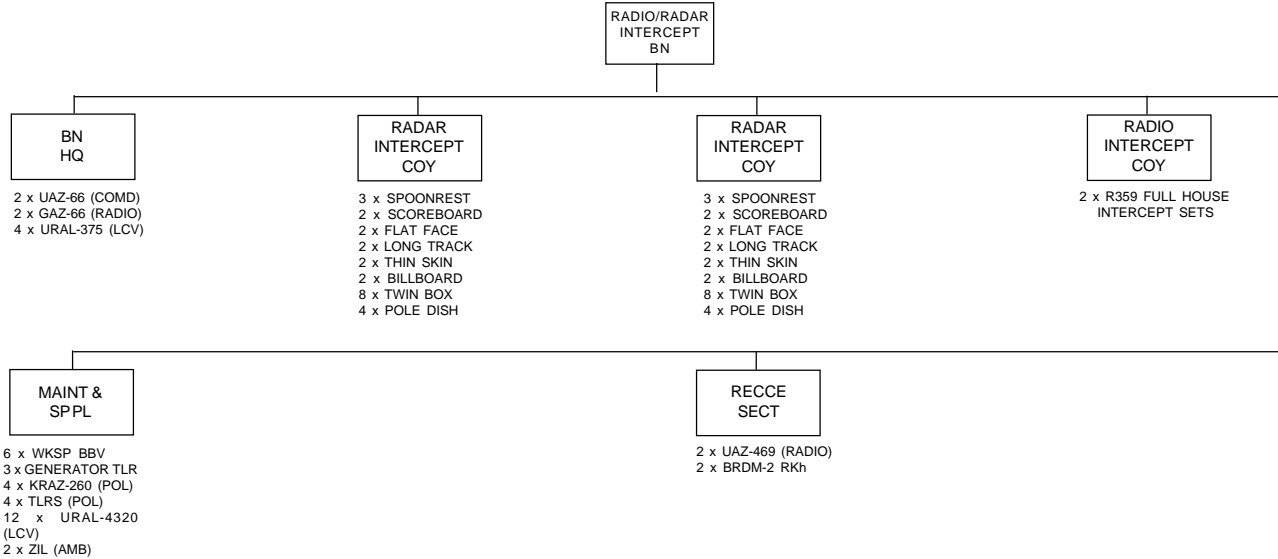 RADIO/RADAR
INTERCEPT
BN
BN
HQ
2 x UAZ-66 (COMD)
2 x GAZ-66 (RADIO)
4 x URAL-375 (LCV)
RADAR
INTERCEPT
COY
3 x SPOONREST
2 x SCOREBOARD
2 x FLAT FACE
2 x LONG TRACK
2 x THIN SKIN
2 x BILLBOARD
8 x TWIN BOX
4 x POLE DISH
RADAR
INTERCEPT
COY
3 x SPOONREST
2 x SCOREBOARD
2 x FLAT FACE
2 x LONG TRACK
2 x THIN SKIN
2 x BILLBOARD
8 x TWIN BOX
4 x POLE DISH
RADIO
INTERCEPT
COY
2 x R359 FULL HOUSE
INTERCEPT SETS
MAINT &
SP PL
6 x WKSP BBV
3 x GENERATOR TLR
4 x KRAZ-260 (POL)
4 x TLRS (POL)
12 x URAL-4320
(LCV)
2 x ZIL (AMB)
RECCE
SECT
2 x UAZ-469 (RADIO)
2 x BRDM-2 RKh